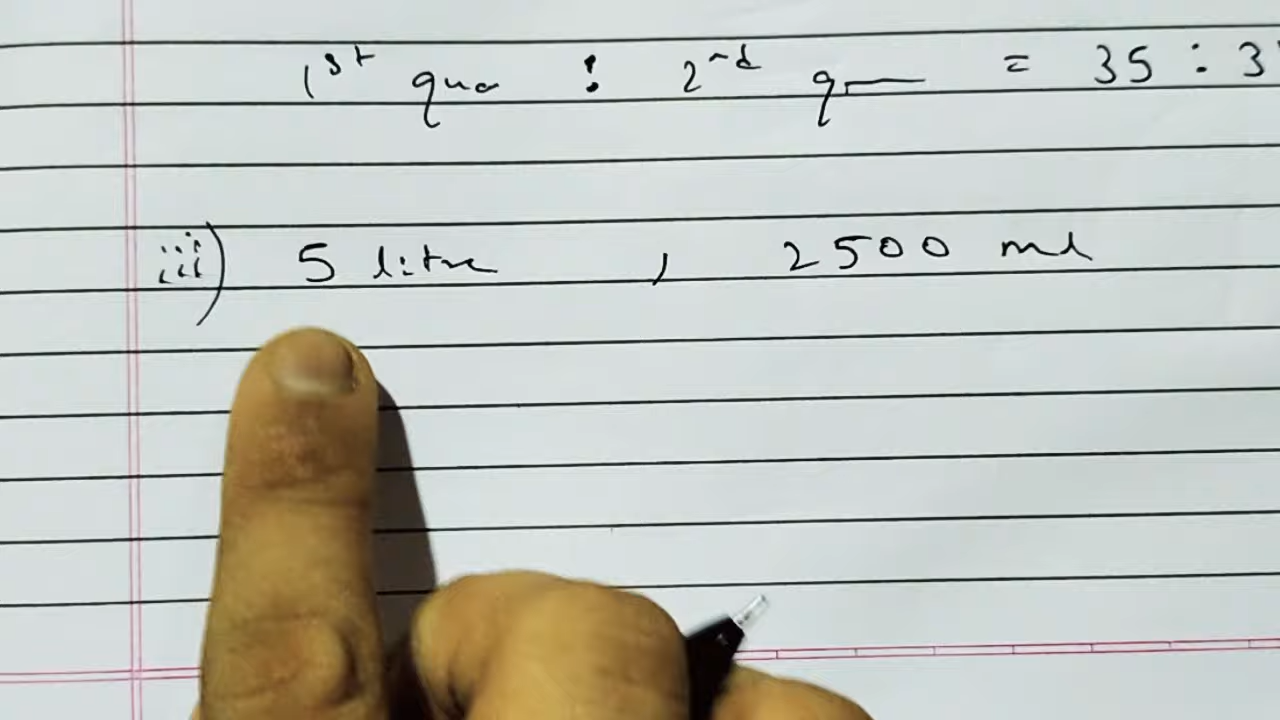 1st qua : 2nd q = 35 : 3
iii) 5 litre , 2500 ml